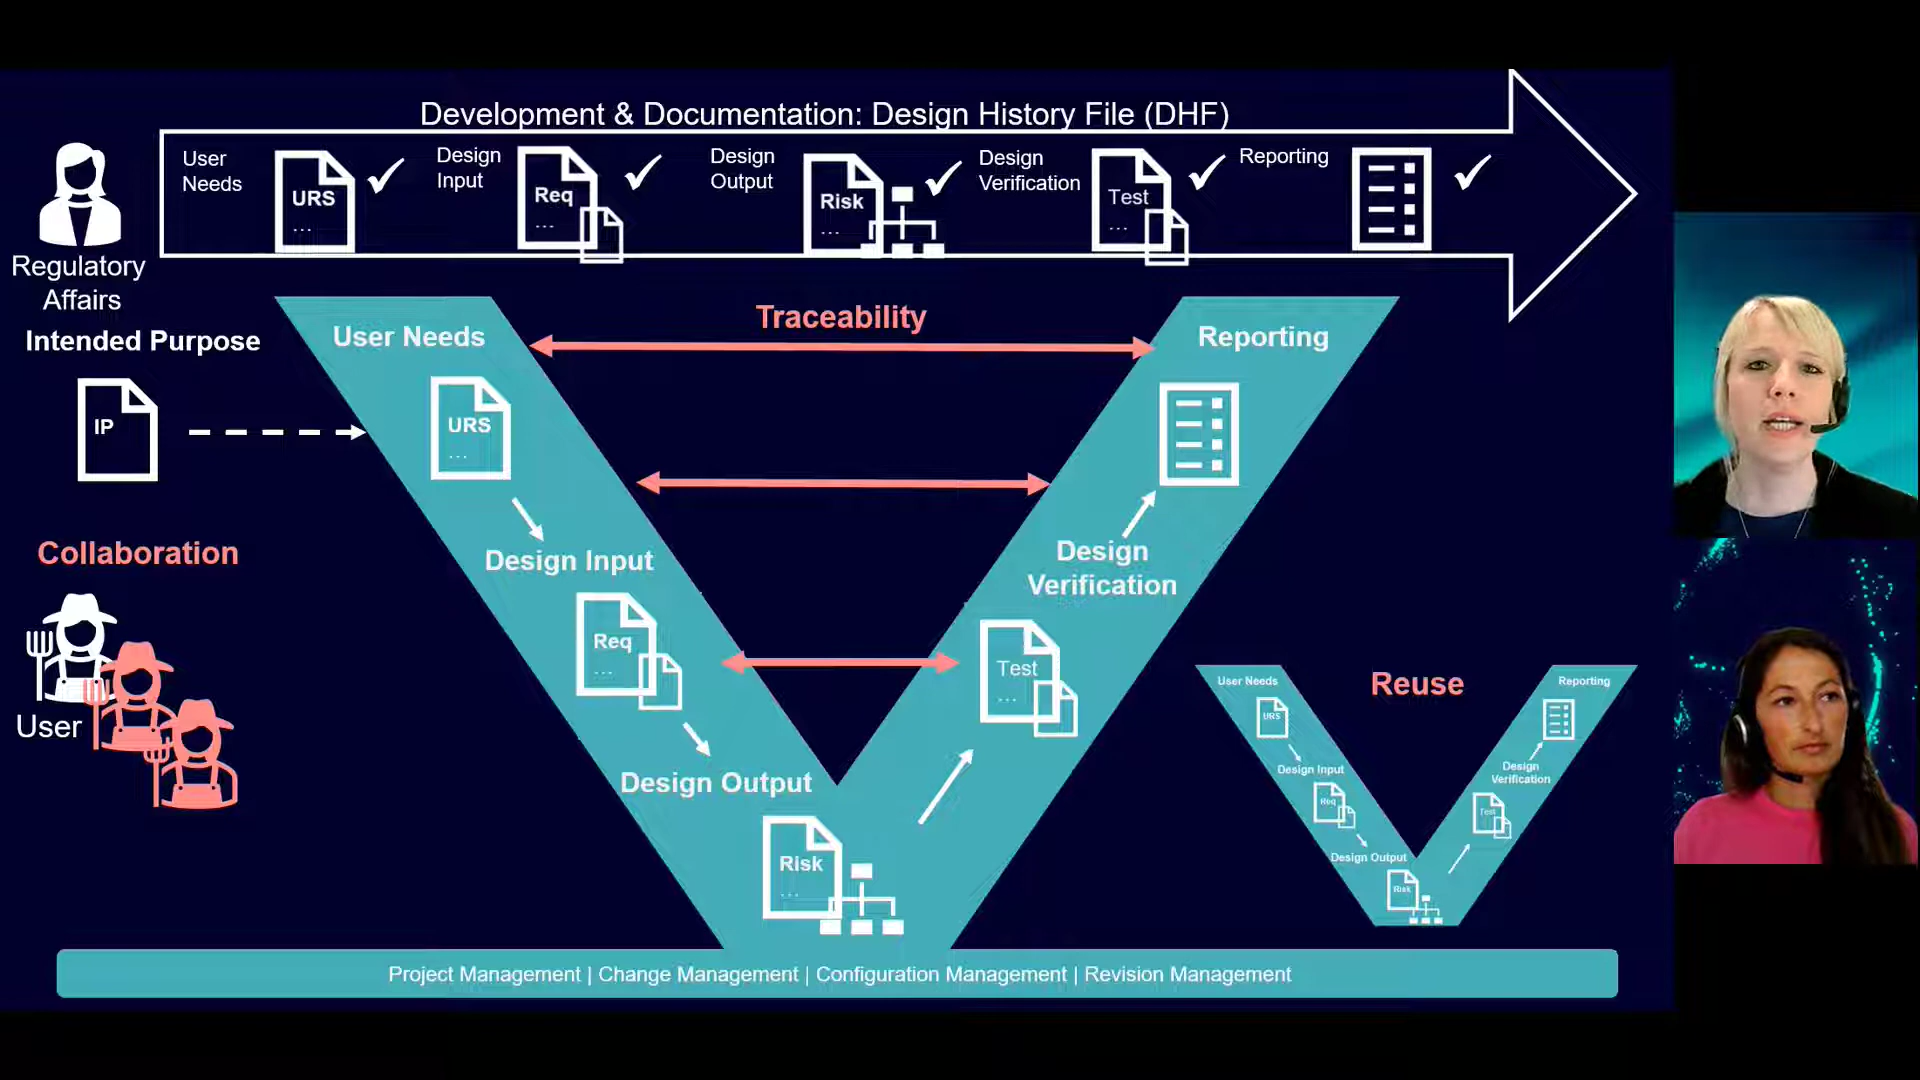 Development & Documentation: Design History File (DHF)
User
Needs
URS
...
Design
Input
Req
...
Design
Output
Risk
...
Design
Verification
Test
...
Reporting
Regulatory
Affairs
Intended Purpose
IP
Collaboration
User
Traceability
User Needs
URS
...
Design Input
Req
...
Design Output
Risk
...
Design
Verification
Test
...
Reporting
Reuse
User Needs
URS
Design Input
Req
Design Output
Risk
Design
Verification
Test
Reporting
Project Management | Change Management | Configuration Management | Revision Management